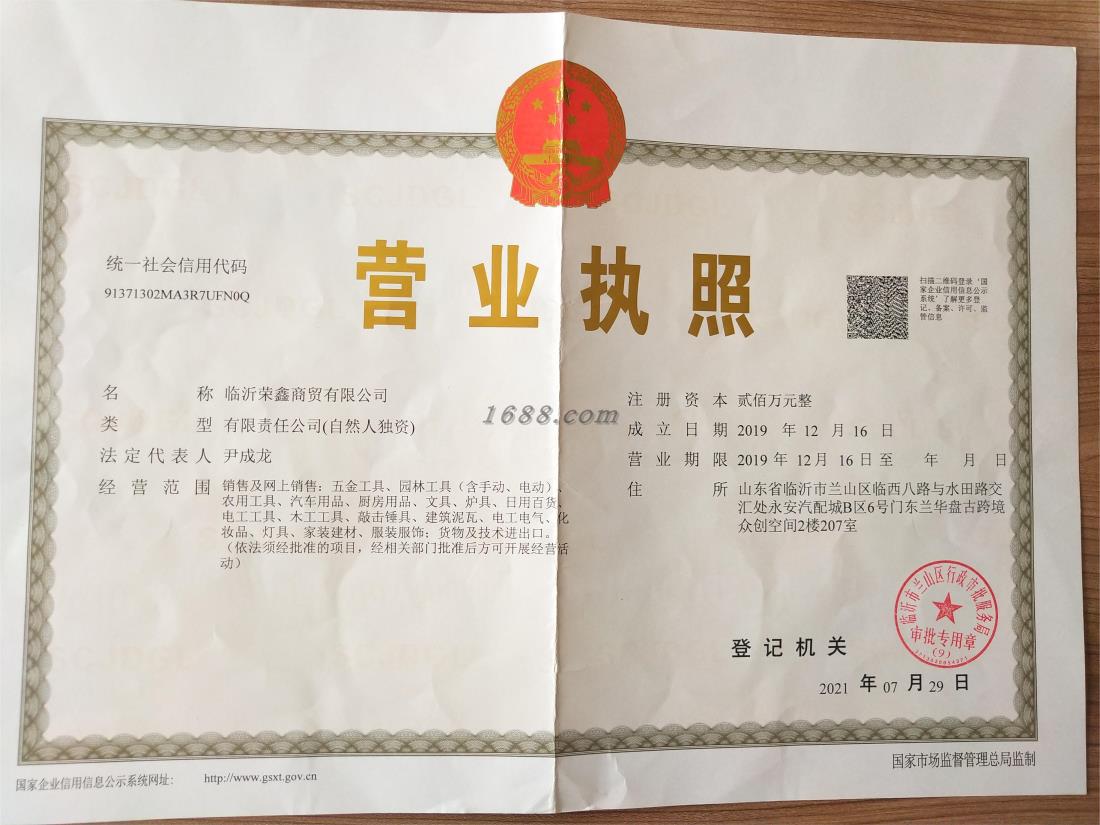 营业执照
统一社会信用代码
91371302MA3R7UFN0Q
扫描二维码登录‘国
家企业信用信息公示
系统’了解更多登
记、备案、许可、监
管信息
名 称 临沂荣鑫商贸有限公司
类 型 有限责任公司(自然人独资)
法定代表人 尹成龙
经营范围 销售及网上销售：五金工具、园林工具（含手动、电动）、
农用工具、汽车用品、厨房用品、文具、炉具、日用百货、
电工工具、木工工具、敲击锤具、建筑泥瓦、电工电气、化
妆品、灯具、家装建材、服装服饰；货物及技术进出口。
（依法须经批准的项目，经相关部门批准后方可开展经营活
动）
1688.com
注册资本 贰佰万元整
成立日期 2019 年 12 月 16 日
营业期限 2019 年 12 月 16 日至 年 月 日
住 所 山东省临沂市兰山区临西八路与水田路交
汇处永安汽配城B区6号门东兰华盘古跨境
众创空间2楼207室
临沂市兰山区行政审批服务局
审批专用章
(9)
登记机关
2021 年 07 月 29 日
国家企业信用信息公示系统网址： http://www.gsxt.gov.cn
国家市场监督管理总局监制